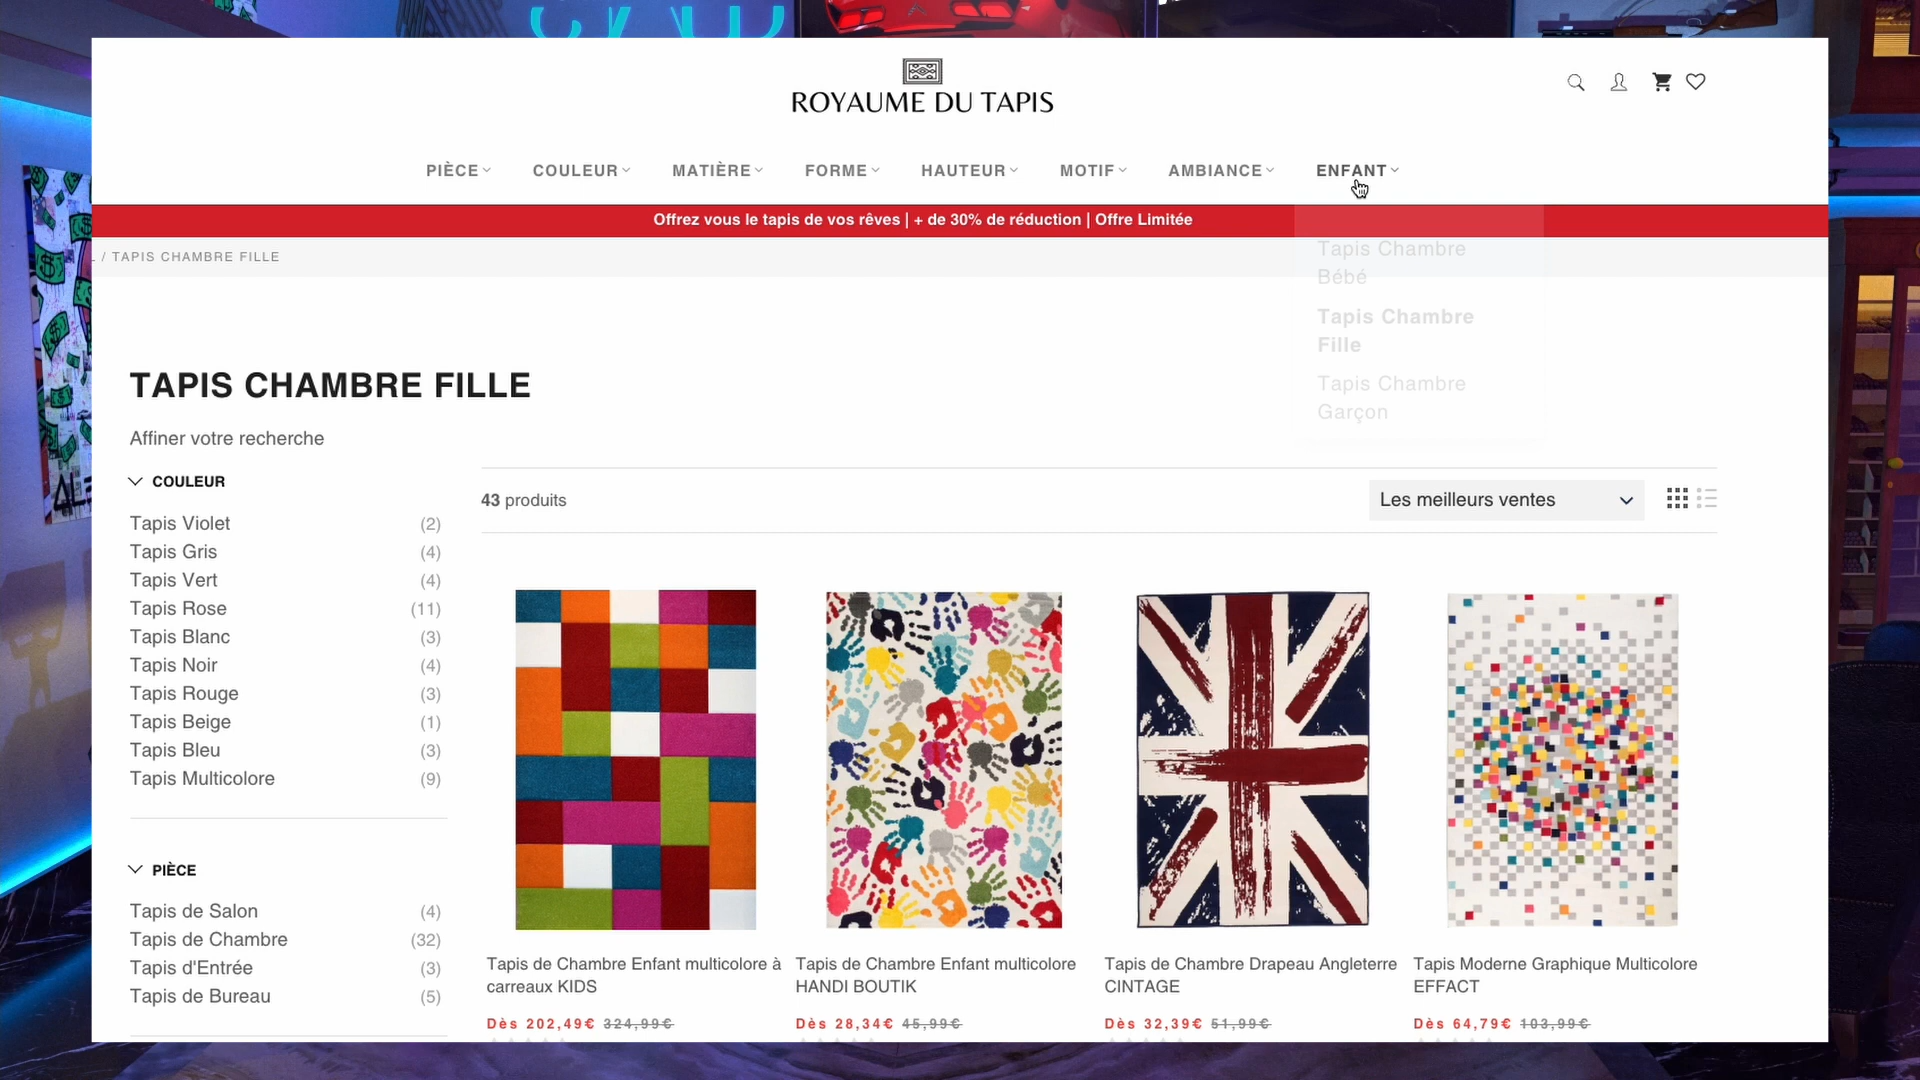 ROYAUME DU TAPIS
PIÈCE
COULEUR
MATIÈRE
FORME
HAUTEUR
MOTIF
AMBIANCE
ENFANT
Offrez vous le tapis de vos rêves | + de 30% de réduction | Offre Limitée
/ TAPIS CHAMBRE FILLE
Tapis Chambre
Bébé
Tapis Chambre
Fille
Tapis Chambre
Garçon
TAPIS CHAMBRE FILLE
Affiner votre recherche
COULEUR
Tapis Violet (2)
Tapis Gris (4)
Tapis Vert (4)
Tapis Rose (11)
Tapis Blanc (3)
Tapis Noir (4)
Tapis Rouge (3)
Tapis Beige (1)
Tapis Bleu (3)
Tapis Multicolore (9)
PIÈCE
Tapis de Salon (4)
Tapis de Chambre (32)
Tapis d'Entrée (3)
Tapis de Bureau (5)
43 produits
Les meilleurs ventes
Tapis de Chambre Enfant multicolore à
carreaux KIDS
Dès 202,49€ 324,99€
Tapis de Chambre Enfant multicolore
HANDI BOUTIK
Dès 28,34€ 45,99€
Tapis de Chambre Drapeau Angleterre
CINTAGE
Dès 32,39€ 51,99€
Tapis Moderne Graphique Multicolore
EFFACT
Dès 64,79€ 103,99€